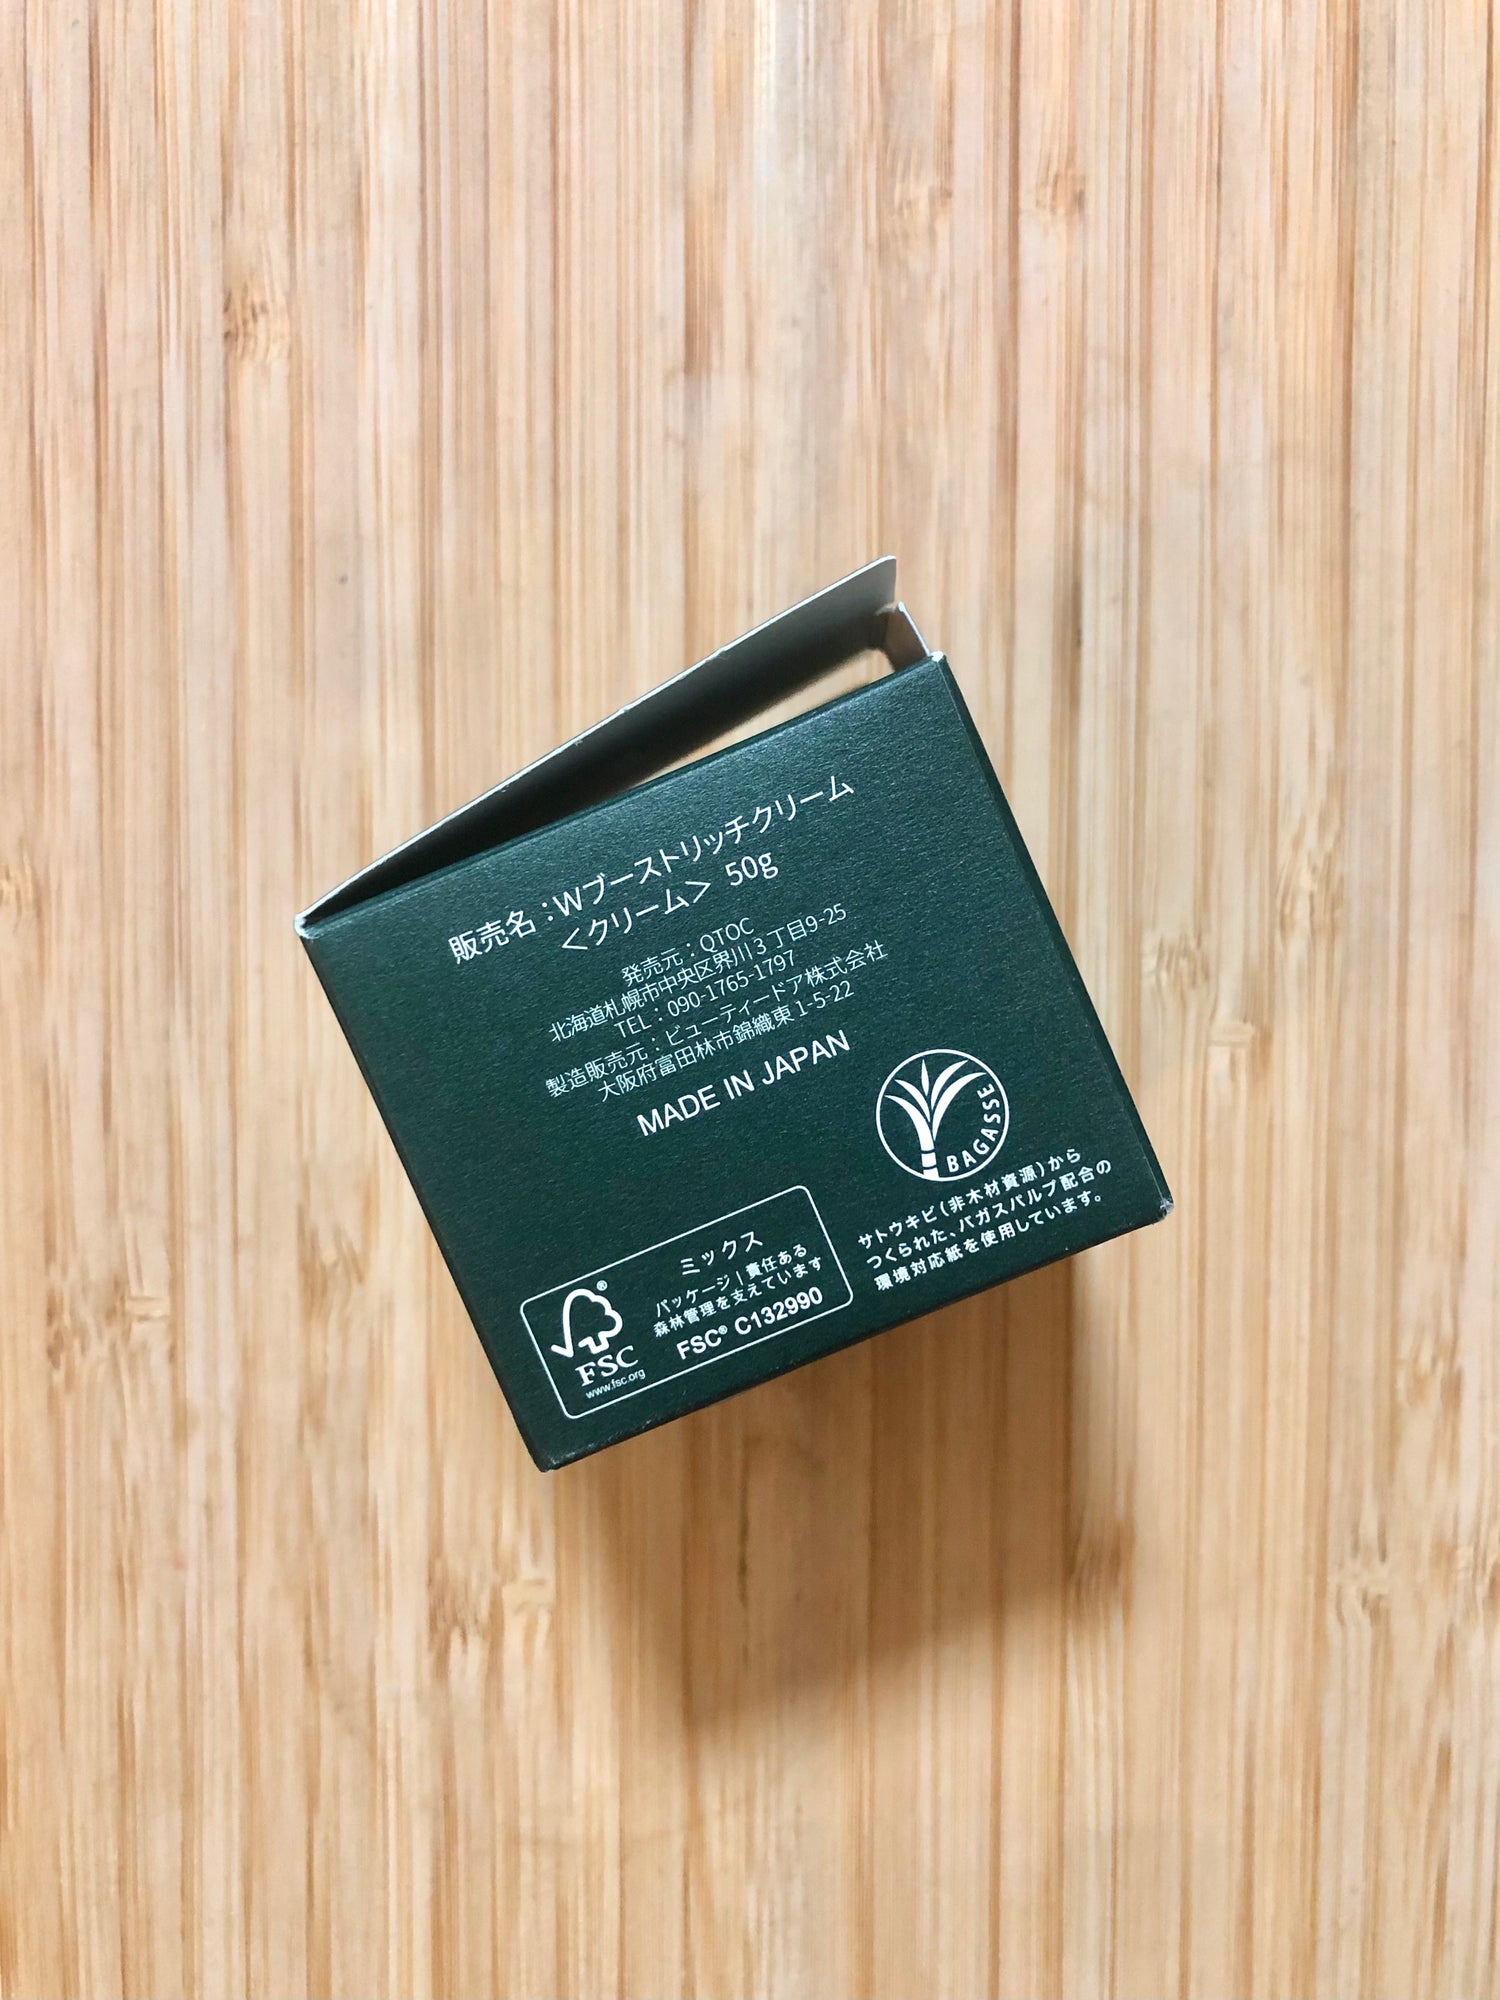 販売名：Wブーストリッチクリーム
＜クリーム＞ 50g
発売元：QTOC
北海道札幌市中央区界川３丁目9-25
TEL：090-1765-1797
製造販売元：ビューティードア株式会社
大阪府富田林市錦織東1-5-22
MADE IN JAPAN
BAGASSE
サトウキビ（非木材資源）から
つくられた、バガスパルプ配合の
環境対応紙を使用しています。
ミックス
パッケージ | 責任ある
森林管理を支えています
FSC® C132990
®
FSC
www.fsc.org